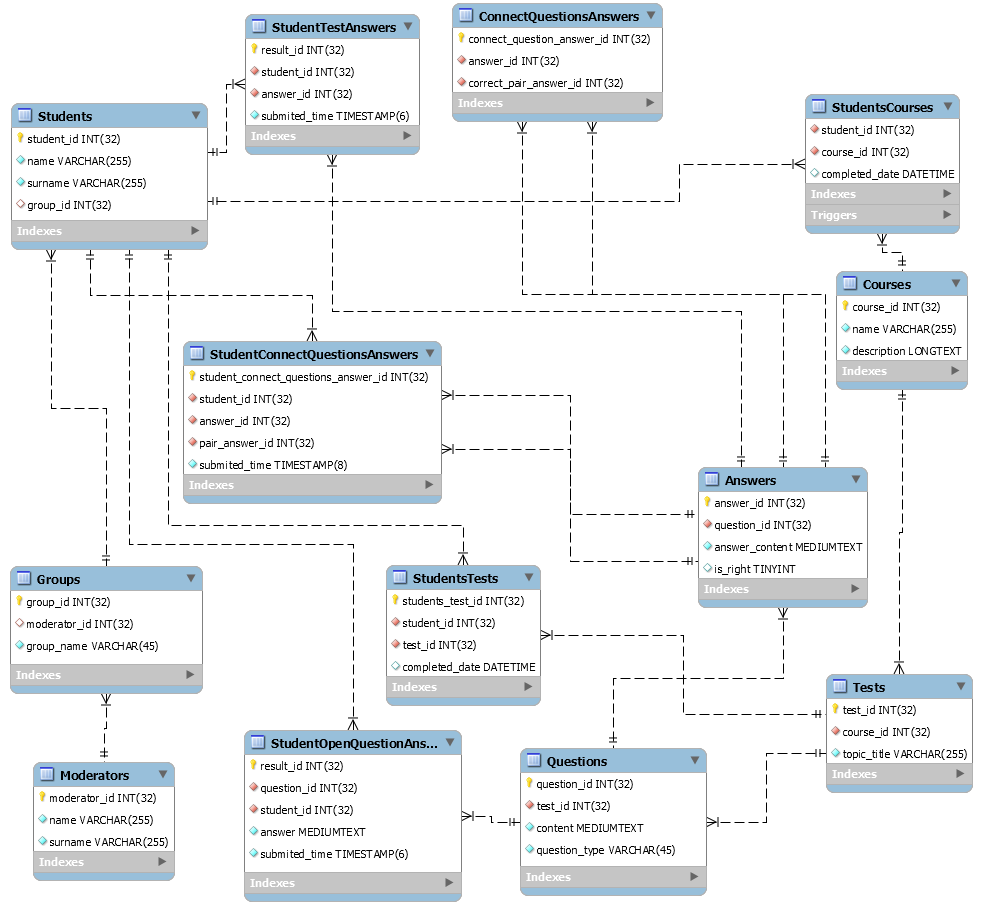 StudentTestAnswers
result_id INT(32)
student_id INT(32)
answer_id INT(32)
submited_time TIMESTAMP(6)
Indexes
ConnectQuestionsAnswers
connect_question_answer_id INT(32)
answer_id INT(32)
correct_pair_answer_id INT(32)
Indexes
Students
student_id INT(32)
name VARCHAR(255)
surname VARCHAR(255)
group_id INT(32)
Indexes
StudentsCourses
student_id INT(32)
course_id INT(32)
completed_date DATETIME
Indexes
Triggers
Courses
course_id INT(32)
name VARCHAR(255)
description LONGTEXT
Indexes
StudentConnectQuestionsAnswers
student_connect_questions_answer_id INT(32)
student_id INT(32)
answer_id INT(32)
pair_answer_id INT(32)
submited_time TIMESTAMP(8)
Indexes
Answers
answer_id INT(32)
question_id INT(32)
answer_content MEDIUMTEXT
is_right TINYINT
Indexes
Groups
group_id INT(32)
moderator_id INT(32)
group_name VARCHAR(45)
Indexes
StudentsTests
students_test_id INT(32)
student_id INT(32)
test_id INT(32)
completed_date DATETIME
Indexes
Tests
test_id INT(32)
course_id INT(32)
topic_title VARCHAR(255)
Indexes
Moderators
moderator_id INT(32)
name VARCHAR(255)
surname VARCHAR(255)
Indexes
StudentOpenQuestionAns...
result_id INT(32)
question_id INT(32)
student_id INT(32)
answer MEDIUMTEXT
submited_time TIMESTAMP(6)
Indexes
Questions
question_id INT(32)
test_id INT(32)
content MEDIUMTEXT
question_type VARCHAR(45)
Indexes